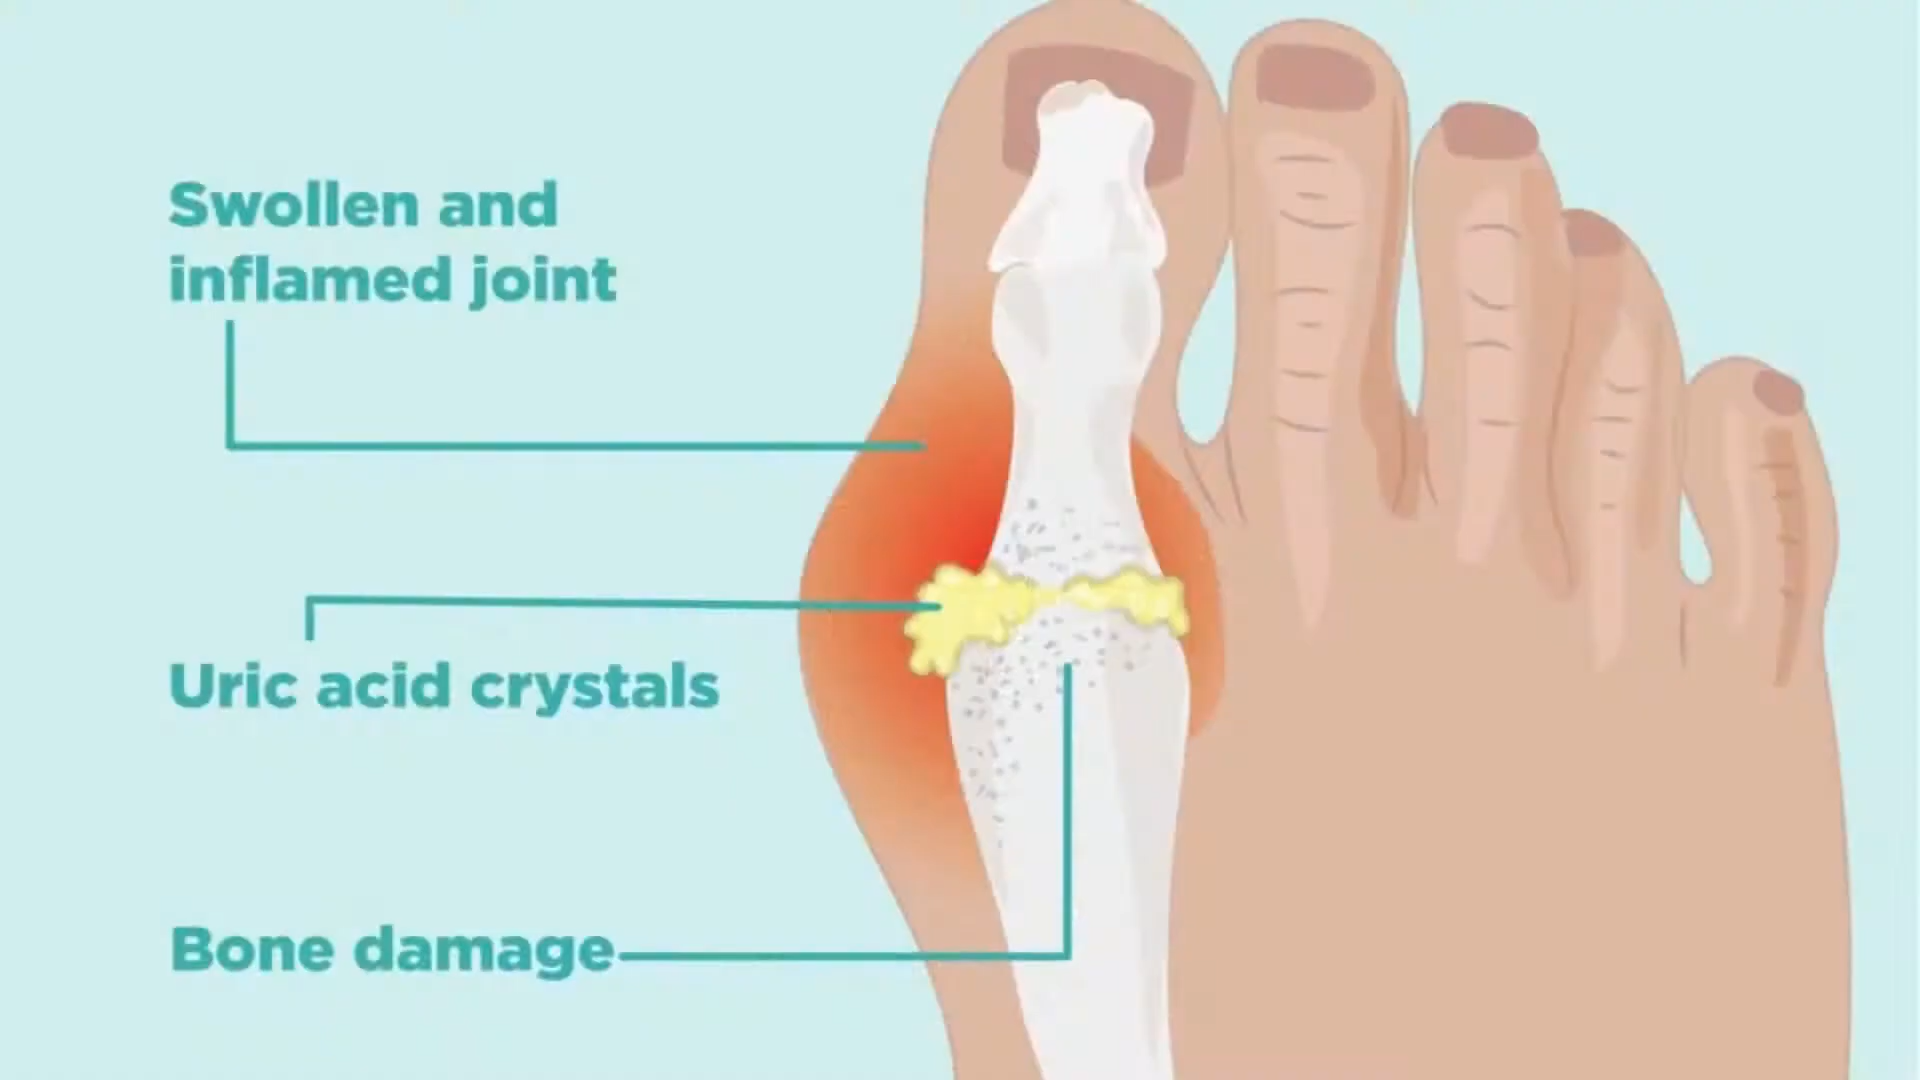 Swollen and
inflamed joint
Uric acid crystals
Bone damage